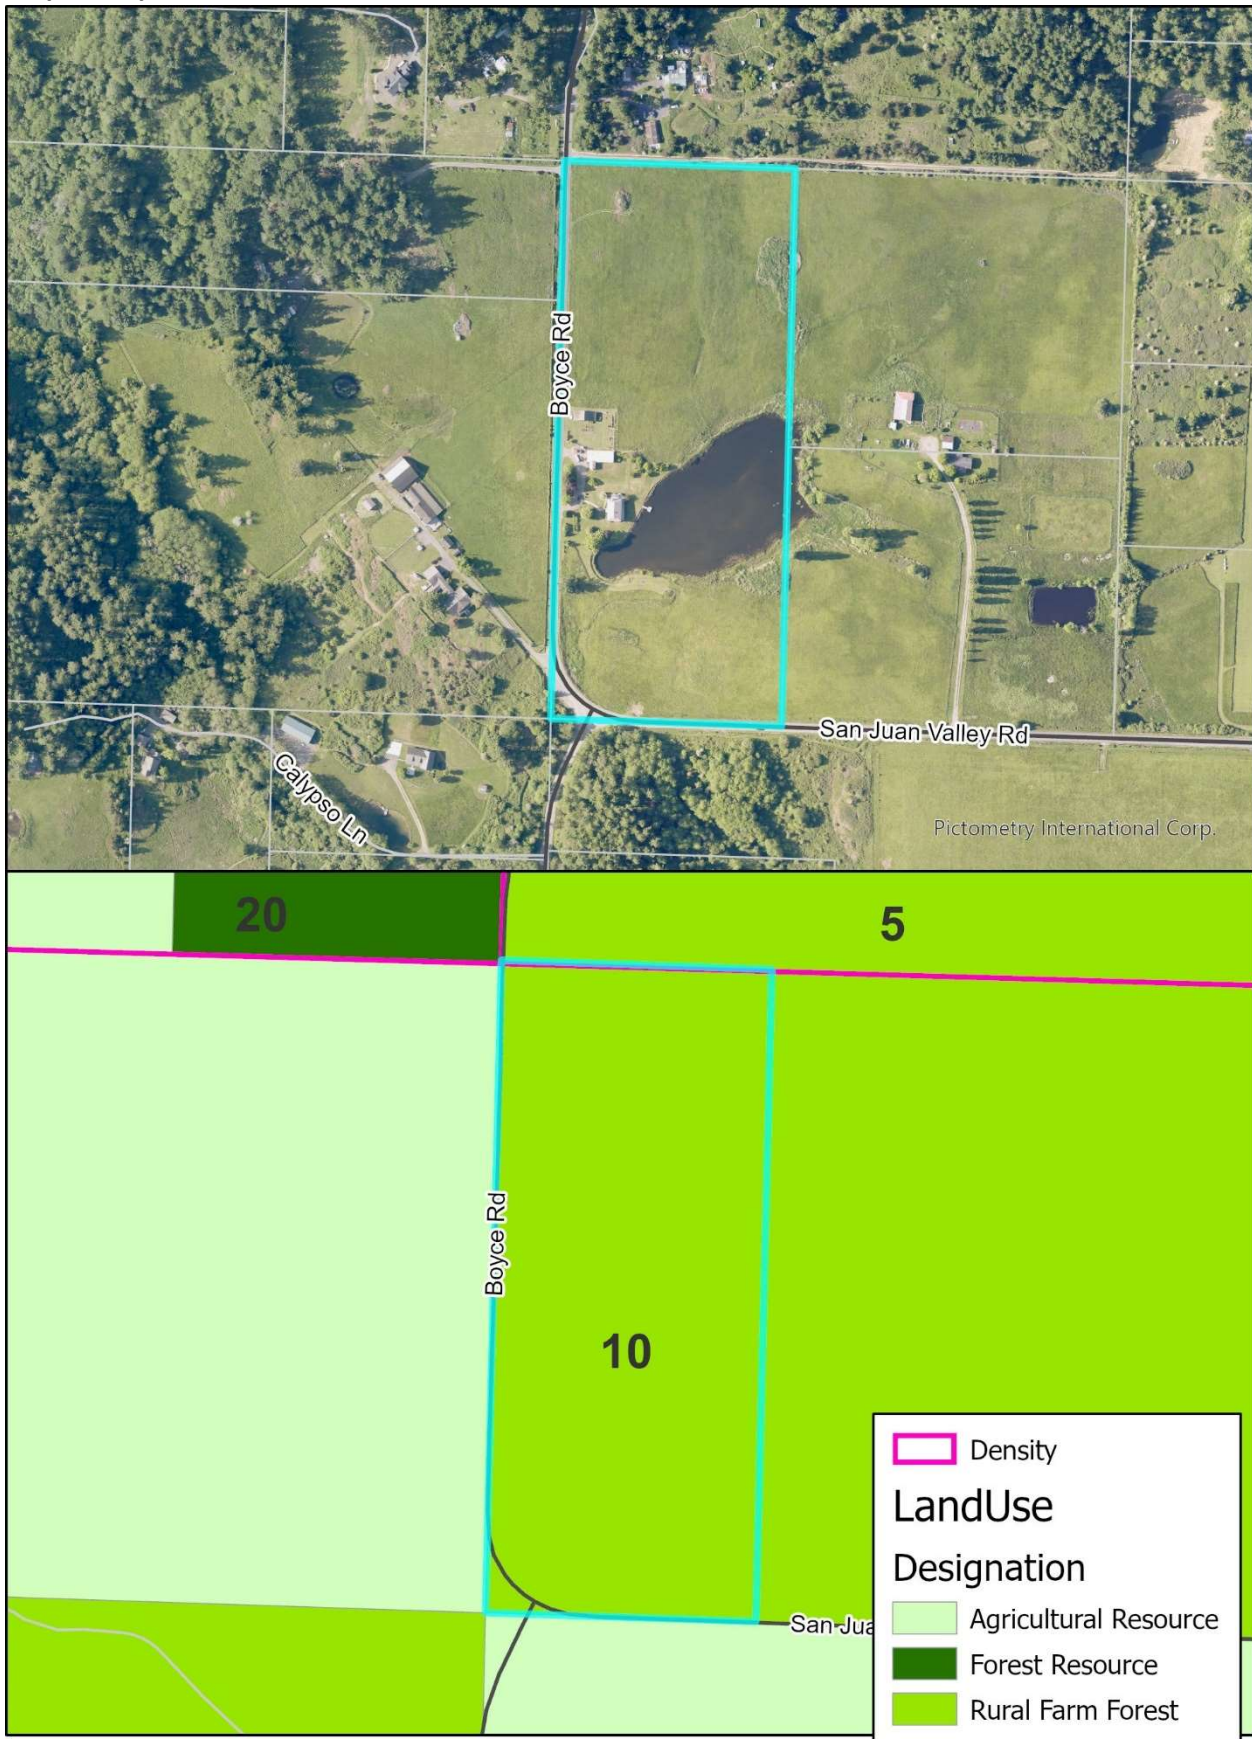 Boyce Rd
San Juan Valley Rd
Calypso Ln
Pictometry International Corp.
20
5
Boyce Rd
10
San Jua
Density
LandUse
Designation
Agricultural Resource
Forest Resource
Rural Farm Forest